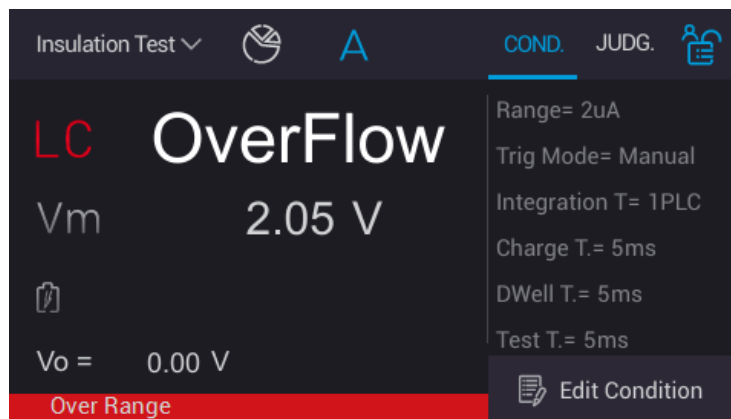 Insulation Test
A
COND.
JUDG.
LC OverFlow
Vm 2.05 V
Vo = 0.00 V
Over Range
Range= 2uA
Trig Mode= Manual
Integration T= 1PLC
Charge T.= 5ms
DWell T.= 5ms
Test T.= 5ms
Edit Condition